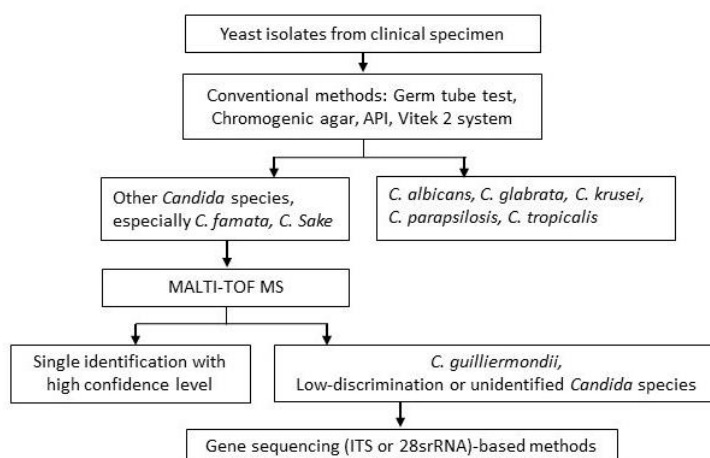 Yeast isolates from clinical specimen
Conventional methods: Germ tube test,
Chromogenic agar, API, Vitek 2 system
Other Candida species,
especially C. famata, C. Sake
C. albicans, C. glabrata, C. krusei,
C. parapsilosis, C. tropicalis
MALTI-TOF MS
Single identification with
high confidence level
C. guilliermondii,
Low-discrimination or unidentified Candida species
Gene sequencing (ITS or 28srRNA)-based methods